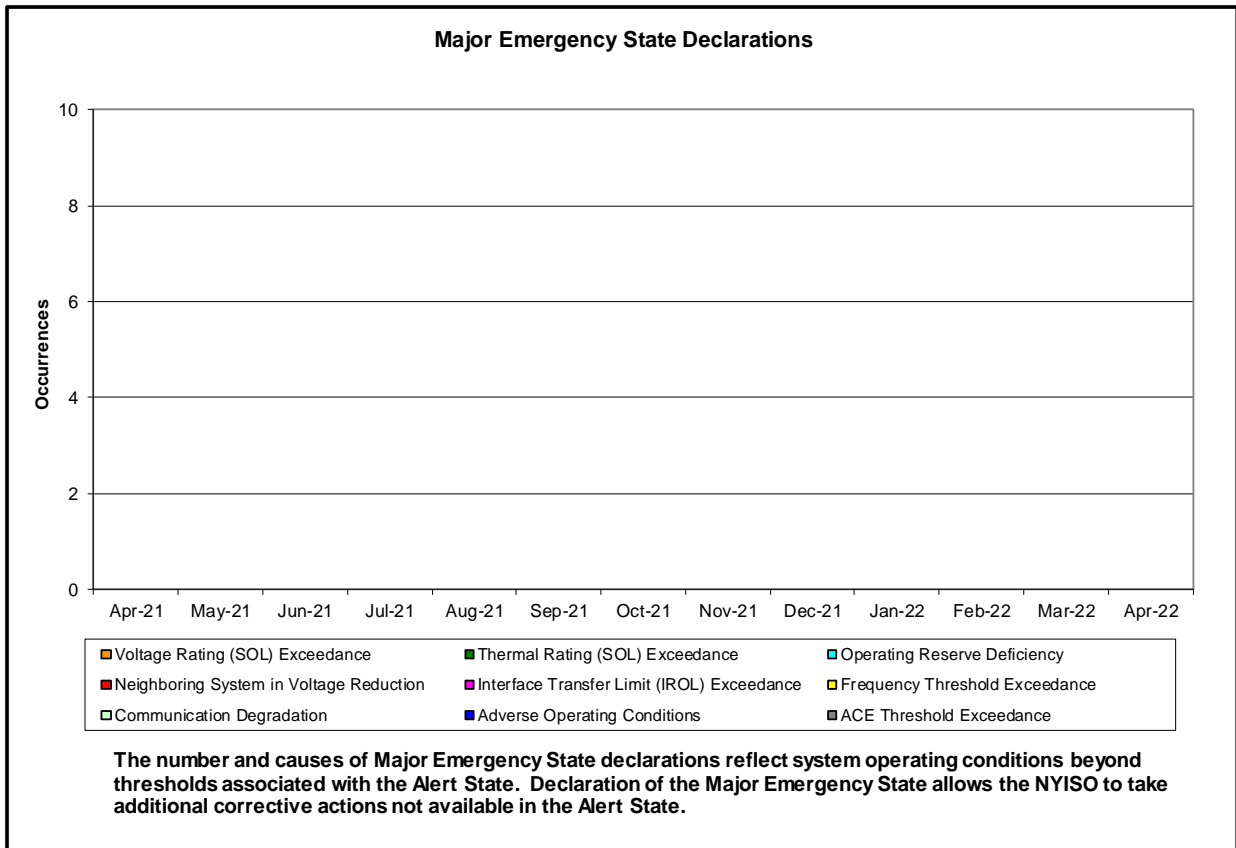 Major Emergency State Declarations
10
8
6
4
2
0
Occurrences
Apr-21 May-21 Jun-21 Jul-21 Aug-21 Sep-21 Oct-21 Nov-21 Dec-21 Jan-22 Feb-22 Mar-22 Apr-22
Voltage Rating (SOL) Exceedance Thermal Rating (SOL) Exceedance Operating Reserve Deficiency
Neighboring System in Voltage Reduction Interface Transfer Limit (IROL) Exceedance Frequency Threshold Exceedance
Communication Degradation Adverse Operating Conditions ACE Threshold Exceedance
The number and causes of Major Emergency State declarations reflect system operating conditions beyond
thresholds associated with the Alert State. Declaration of the Major Emergency State allows the NYISO to take
additional corrective actions not available in the Alert State.